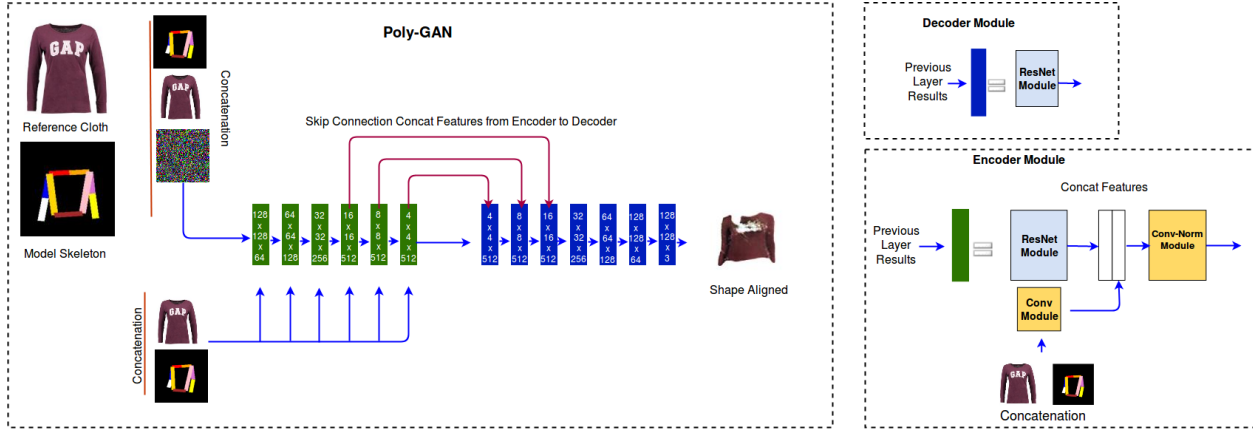 Poly-GAN
GAP
Reference Cloth
Model Skeleton
GAP
Concatenation
Skip Connection Concat Features from Encoder to Decoder
128 x 128 x 64
64 x 64 x 128
32 x 32 x 256
16 x 16 x 512
8 x 8 x 512
4 x 4 x 512
4 x 4 x 512
8 x 8 x 512
16 x 16 x 512
32 x 32 x 256
64 x 64 x 128
128 x 128 x 64
128 x 128 x 3
Shape Aligned
GAP
Concatenation
Decoder Module
Previous
Layer
Results
ResNet
Module
Encoder Module
Concat Features
Previous
Layer
Results
ResNet
Module
Conv-Norm
Module
Conv
Module
GAP
Concatenation